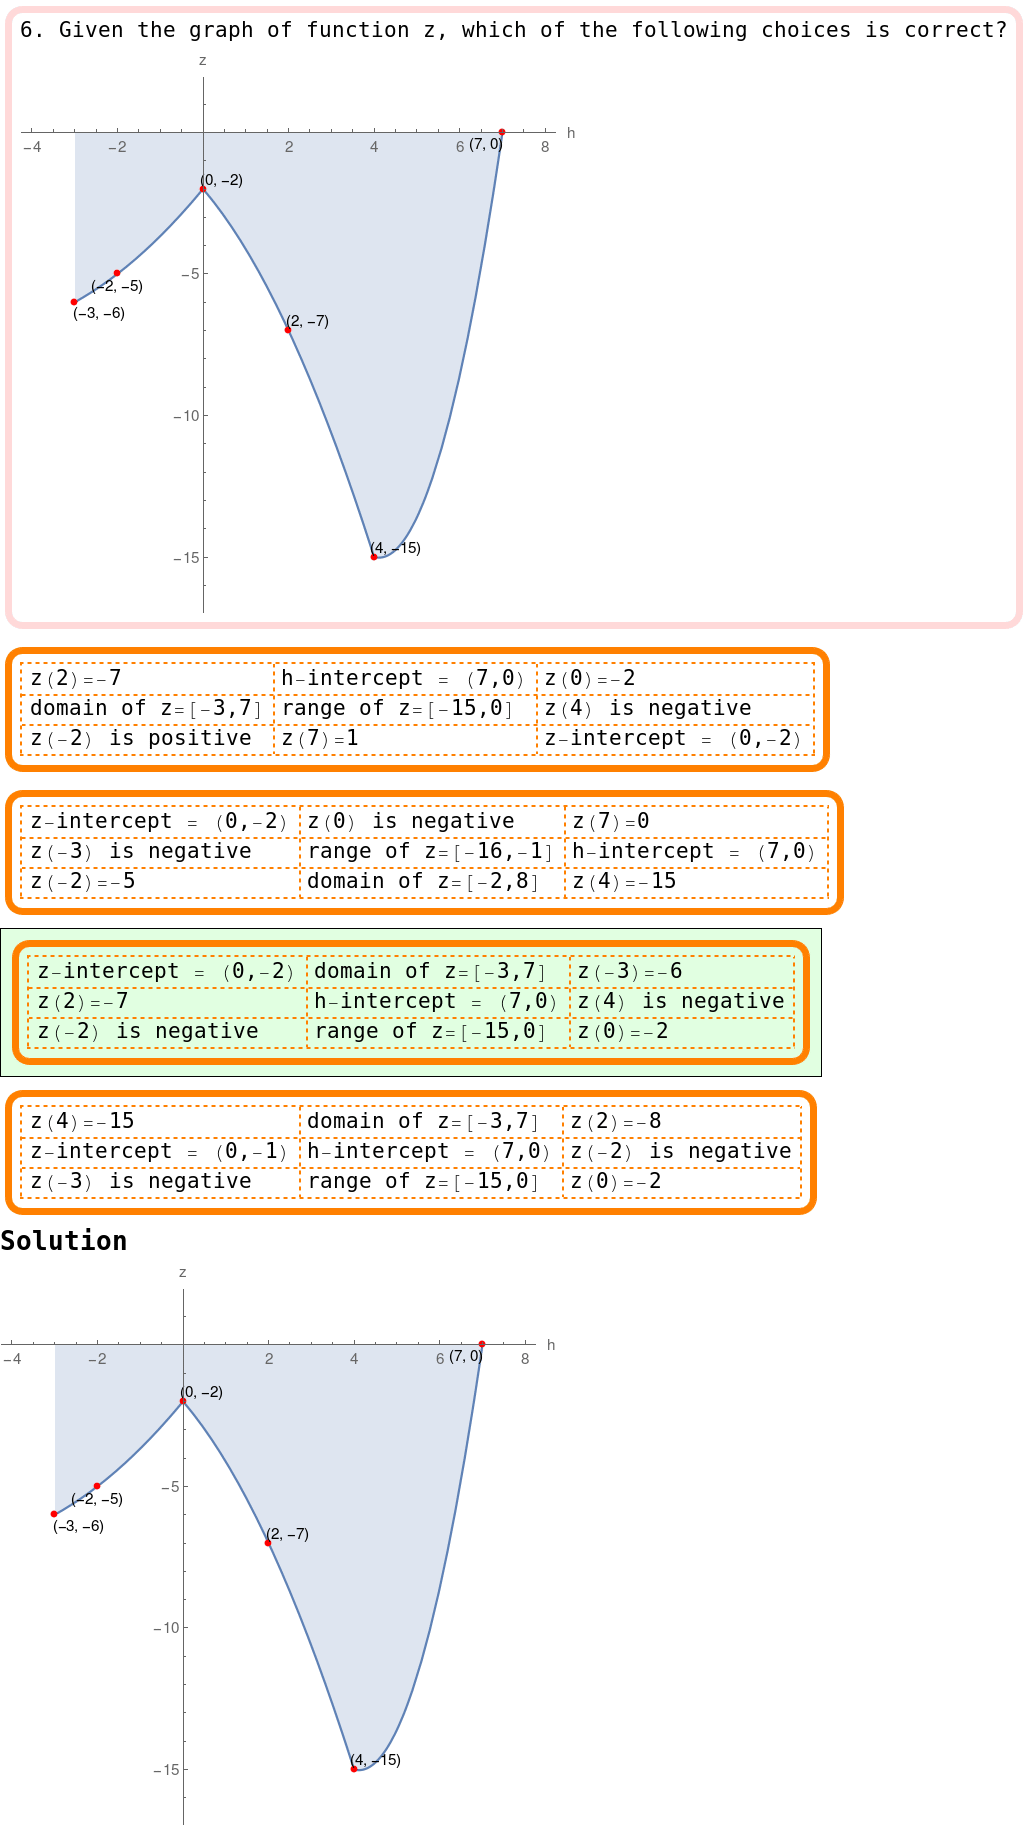 6. Given the graph of function z, which of the following choices is correct?
z
h
−4 −2 2 4 6 8
(7, 0)
(0, −2)
−5
(−2, −5)
(−3, −6)
(2, −7)
−10
(4, −15)
−15
z(2)=-7 h-intercept = (7,0) z(0)=-2
domain of z=[-3,7] range of z=[-15,0] z(4) is negative
z(-2) is positive z(7)=1 z-intercept = (0,-2)
z-intercept = (0,-2) z(0) is negative z(7)=0
z(-3) is negative range of z=[-16,-1] h-intercept = (7,0)
z(-2)=-5 domain of z=[-2,8] z(4)=-15
z-intercept = (0,-2) domain of z=[-3,7] z(-3)=-6
z(2)=-7 h-intercept = (7,0) z(4) is negative
z(-2) is negative range of z=[-15,0] z(0)=-2
z(4)=-15 domain of z=[-3,7] z(2)=-8
z-intercept = (0,-1) h-intercept = (7,0) z(-2) is negative
z(-3) is negative range of z=[-15,0] z(0)=-2
Solution
z
h
−4 −2 2 4 6 8
(7, 0)
(0, −2)
−5
(−2, −5)
(−3, −6)
(2, −7)
−10
(4, −15)
−15